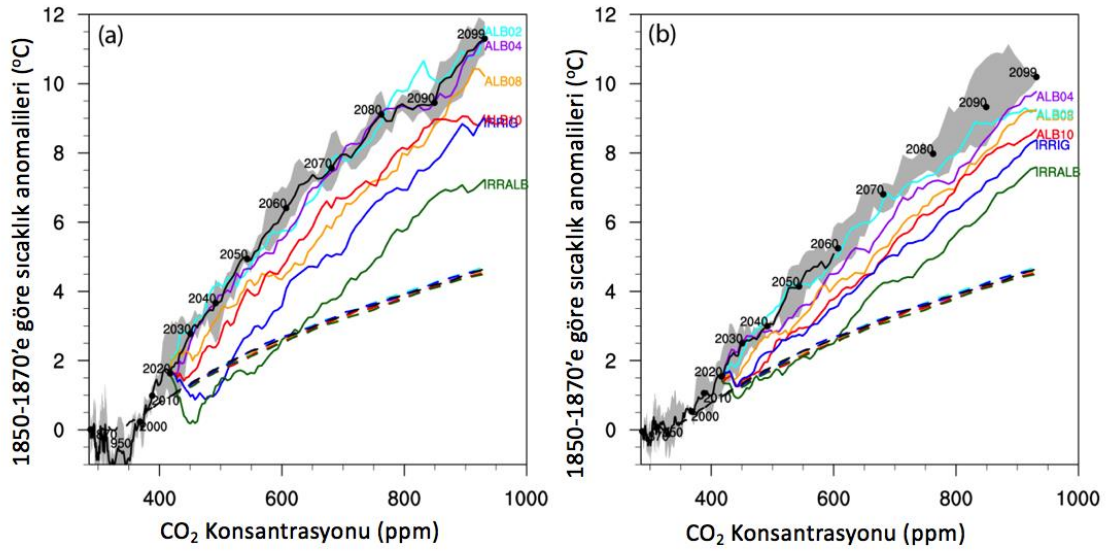 (a)
1850-1870’e göre sıcaklık anomalileri (ºC)
12
10
8
6
4
2
0
400
600
800
1000
CO₂ Konsantrasyonu (ppm)
2000
2010
2020
2030
2040
2050
2060
2070
2080
2090
2099
ALB02
ALB04
ALB08
ALB10
IRRIG
IRRALB
(b)
1850-1870’e göre sıcaklık anomalileri (ºC)
12
10
8
6
4
2
0
400
600
800
1000
CO₂ Konsantrasyonu (ppm)
2000
2010
2020
2030
2040
2050
2060
2070
2080
2090
2099
ALB04
ALB10
IRRIG
IRRALB